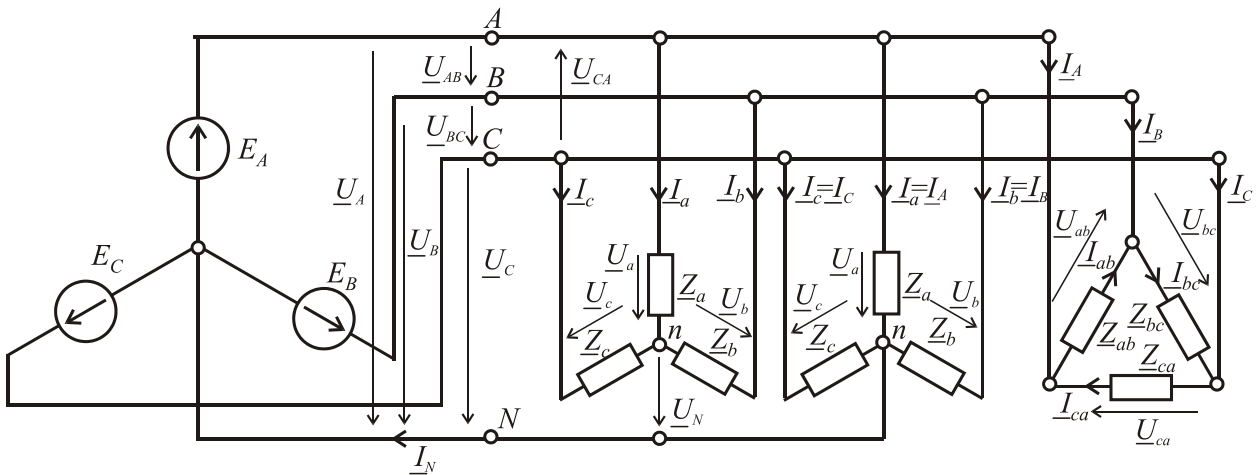 A
U_AB
U_CA
I_A
B
U_BC
I_B
C
E_A
U_A
I_c
I_a
I_b
I_c=I_C
I_a=I_A
I_b=I_B
I_C
U_B
U_C
U_ab
U_bc
E_C
E_B
U_a
U_a
I_ab
I_bc
U_c
Z_a
U_b
U_c
Z_a
U_b
Z_c
n
Z_b
Z_c
n
Z_b
Z_ab
Z_bc
Z_ca
N
U_N
I_ca
U_ca
I_N